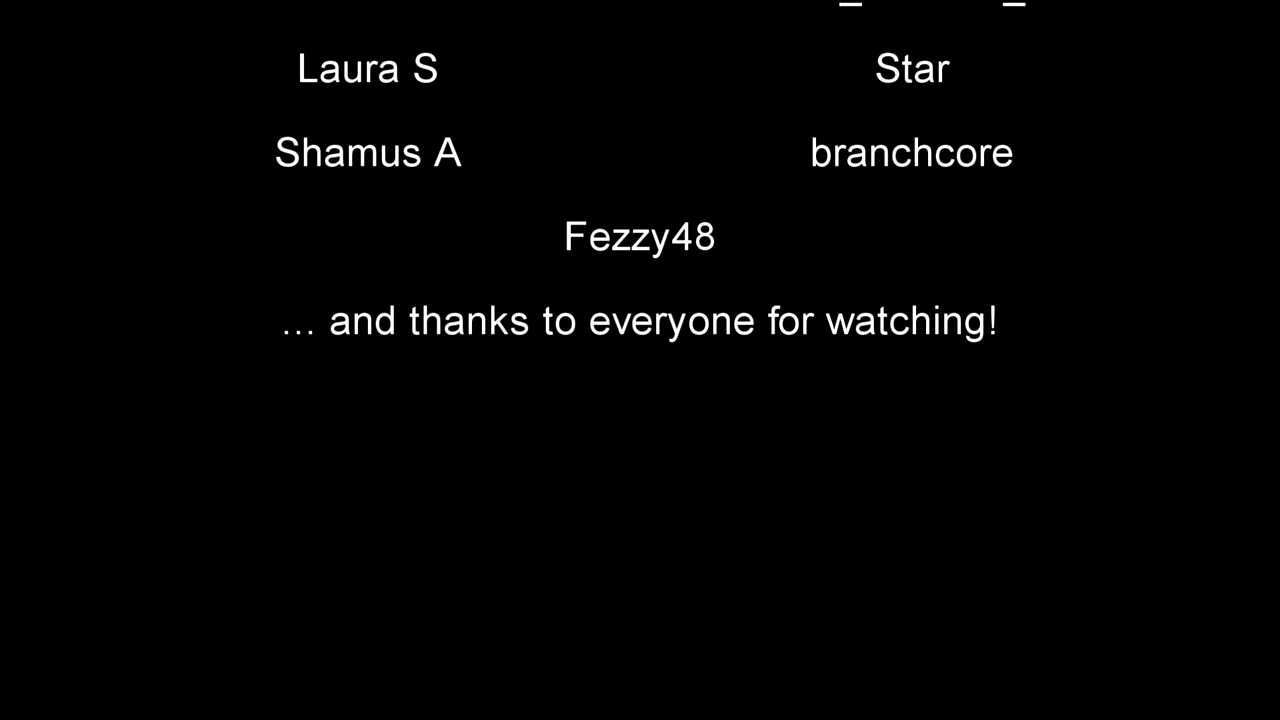 Laura S Star
Shamus A branchcore
Fezzy48
... and thanks to everyone for watching!